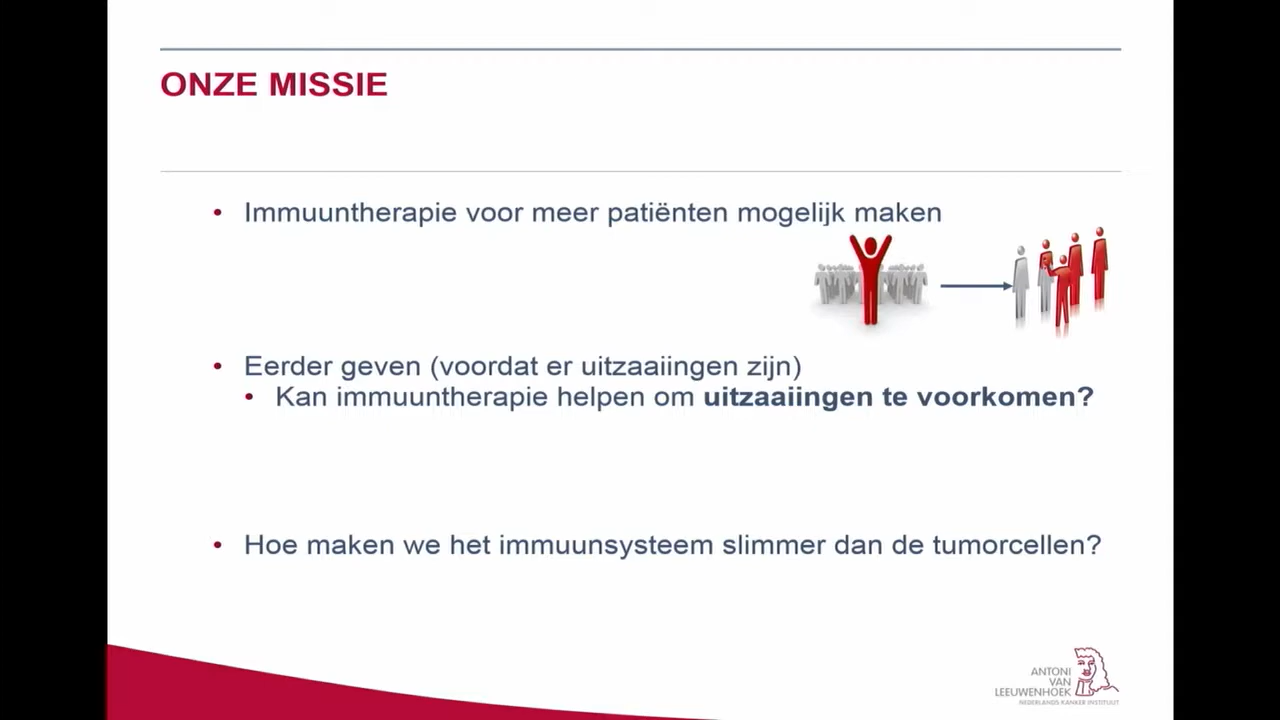 ONZE MISSIE
• Immuuntherapie voor meer patiënten mogelijk maken
• Eerder geven (voordat er uitzaaiingen zijn)
• Kan immuuntherapie helpen om uitzaaiingen te voorkomen?
• Hoe maken we het immuunsysteem slimmer dan de tumorcellen?
ANTONI
VAN
LEEUWENHOEK
NEDERLANDS KANKER INSTITUUT